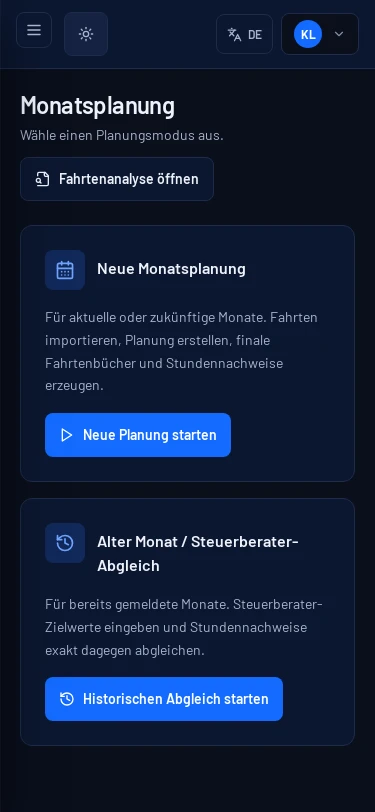 DE
KL
Monatsplanung
Wähle einen Planungsmodus aus.
Fahrtenanalyse öffnen
Neue Monatsplanung
Für aktuelle oder zukünftige Monate. Fahrten
importieren, Planung erstellen, finale
Fahrtenbücher und Stundennachweise
erzeugen.
Neue Planung starten
Alter Monat / Steuerberater-
Abgleich
Für bereits gemeldete Monate. Steuerberater-
Zielwerte eingeben und Stundennachweise
exakt dagegen abgleichen.
Historischen Abgleich starten